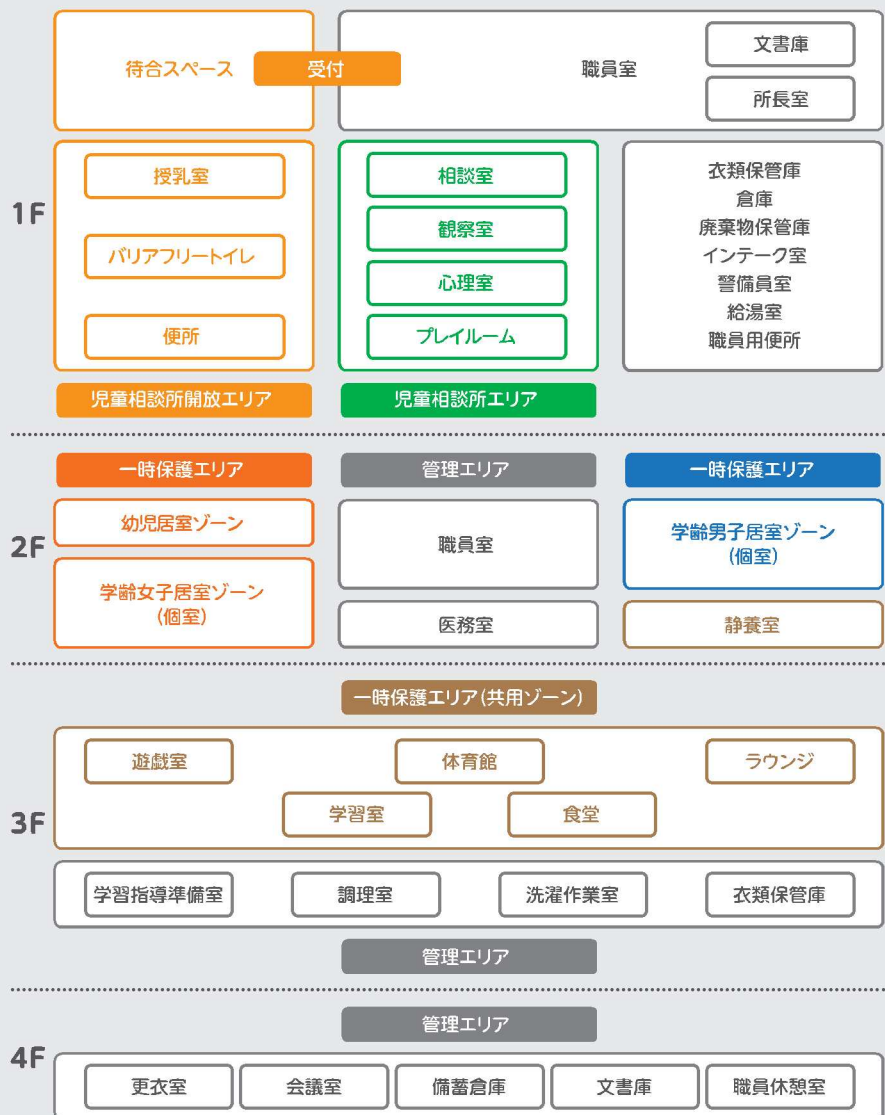 1F
待合スペース
受付
職員室
文書庫
所長室
授乳室
バリアフリートイレ
便所
児童相談所開放エリア
相談室
観察室
心理室
プレイルーム
児童相談所エリア
衣類保管庫
倉庫
廃棄物保管庫
インテーク室
警備員室
給湯室
職員用便所
2F
一時保護エリア
幼児居室ゾーン
学齢女子居室ゾーン
(個室)
管理エリア
職員室
医務室
一時保護エリア
学齢男子居室ゾーン
(個室)
静養室
3F
一時保護エリア(共用ゾーン)
遊戯室
体育館
ラウンジ
学習室
食堂
学習指導準備室
調理室
洗濯作業室
衣類保管庫
管理エリア
4F
管理エリア
更衣室
会議室
備蓄倉庫
文書庫
職員休憩室